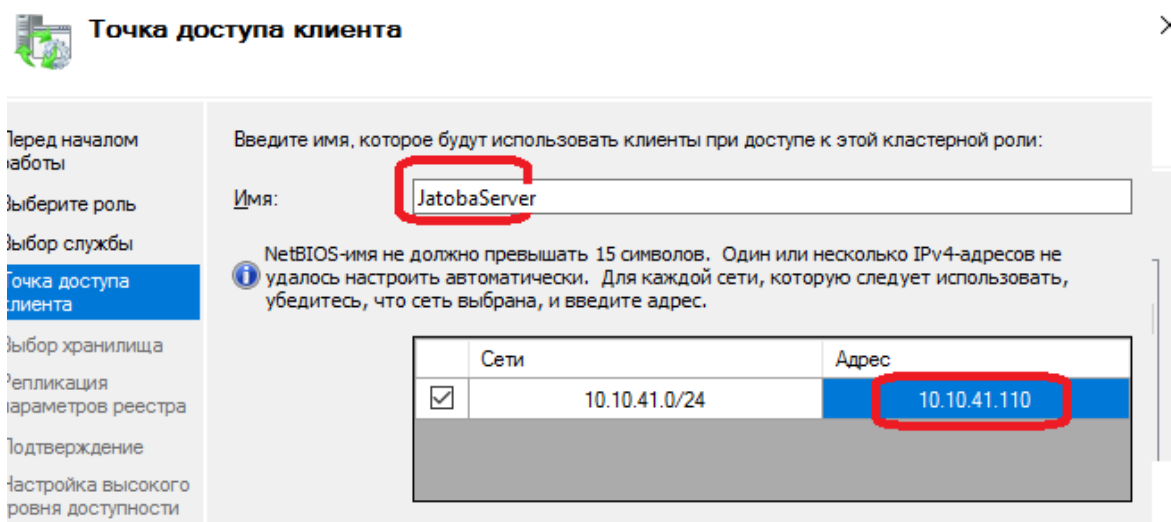 Точка доступа клиента
Перед началом
работы
Выберите роль
Выбор службы
Точка доступа
клиента
Выбор хранилища
Репликация
параметров реестра
Подтверждение
Настройка высокого
уровня доступности
Введите имя, которое будут использовать клиенты при доступе к этой кластерной роли:
Имя: JatobaServer
NetBIOS-имя не должно превышать 15 символов. Один или несколько IPv4-адресов не
удалось настроить автоматически. Для каждой сети, которую следует использовать,
убедитесь, что сеть выбрана, и введите адрес.
Сети Адрес
10.10.41.0/24 10.10.41.110